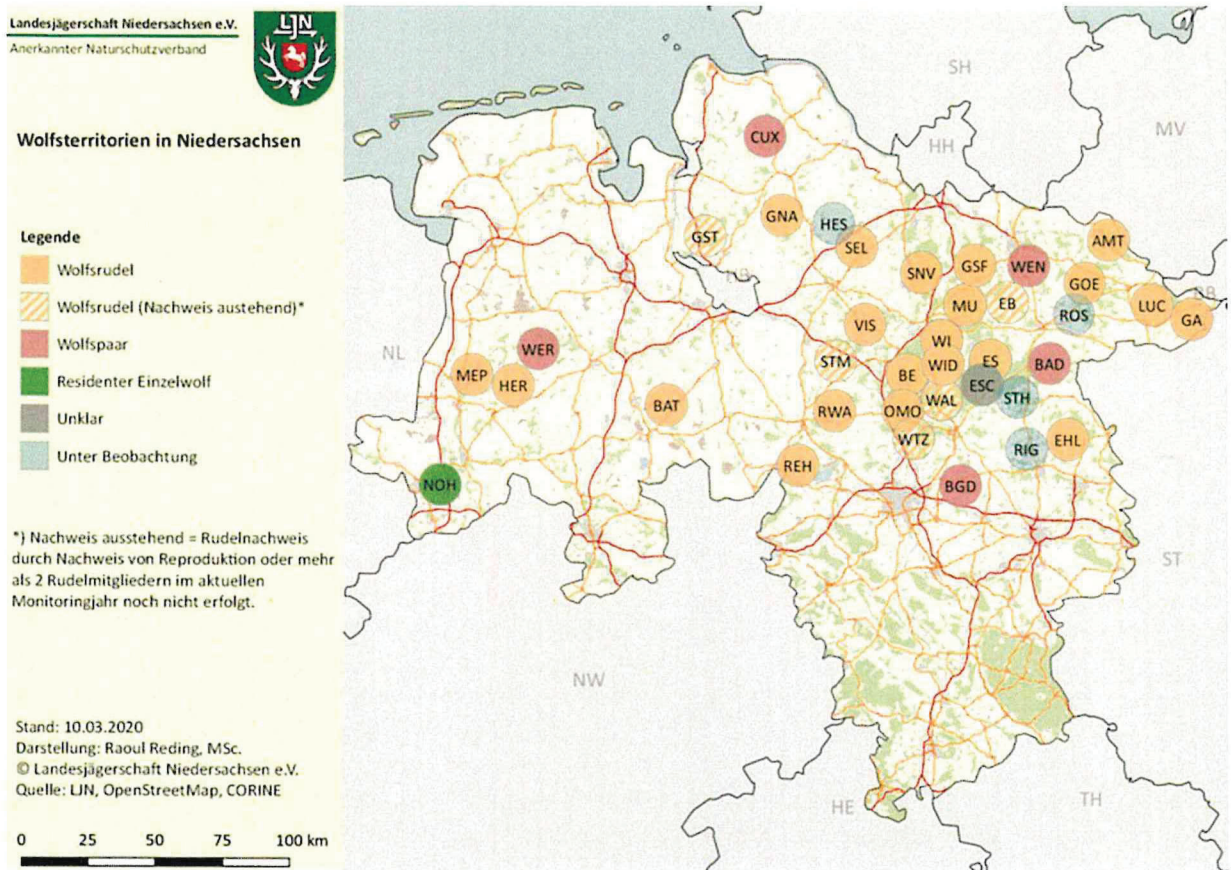 Landesjägerschaft Niedersachsen e.V.
Anerkannter Naturschutzverband
LJN
Wolfsterritorien in Niedersachsen
Legende
Wolfsrudel
Wolfsrudel (Nachweis austehend)*
Wolfspaar
Residenter Einzelwolf
Unklar
Unter Beobachtung
*) Nachweis ausstehend = Rudelnachweis
durch Nachweis von Reproduktion oder mehr
als 2 Rudelmitgliedern im aktuellen
Monitoringjahr noch nicht erfolgt.
Stand: 10.03.2020
Darstellung: Raoul Reding, MSc.
© Landesjägerschaft Niedersachsen e.V.
Quelle: LJN, OpenStreetMap, CORINE
0 25 50 75 100 km
SH
MV
HH
CUX
GNA
HES
GST
SEL
AMT
SNV
GSF
WEN
GOE
HB
BB
MU
EB
ROS
LUC
GA
VIS
WI
NL
WER
STM
WID
ES
BAD
MEP
HER
BE
ESC
BAT
RWA
OMO
WAL
STH
WTZ
RIG
EHL
REH
NOH
BGD
ST
NW
HE
TH